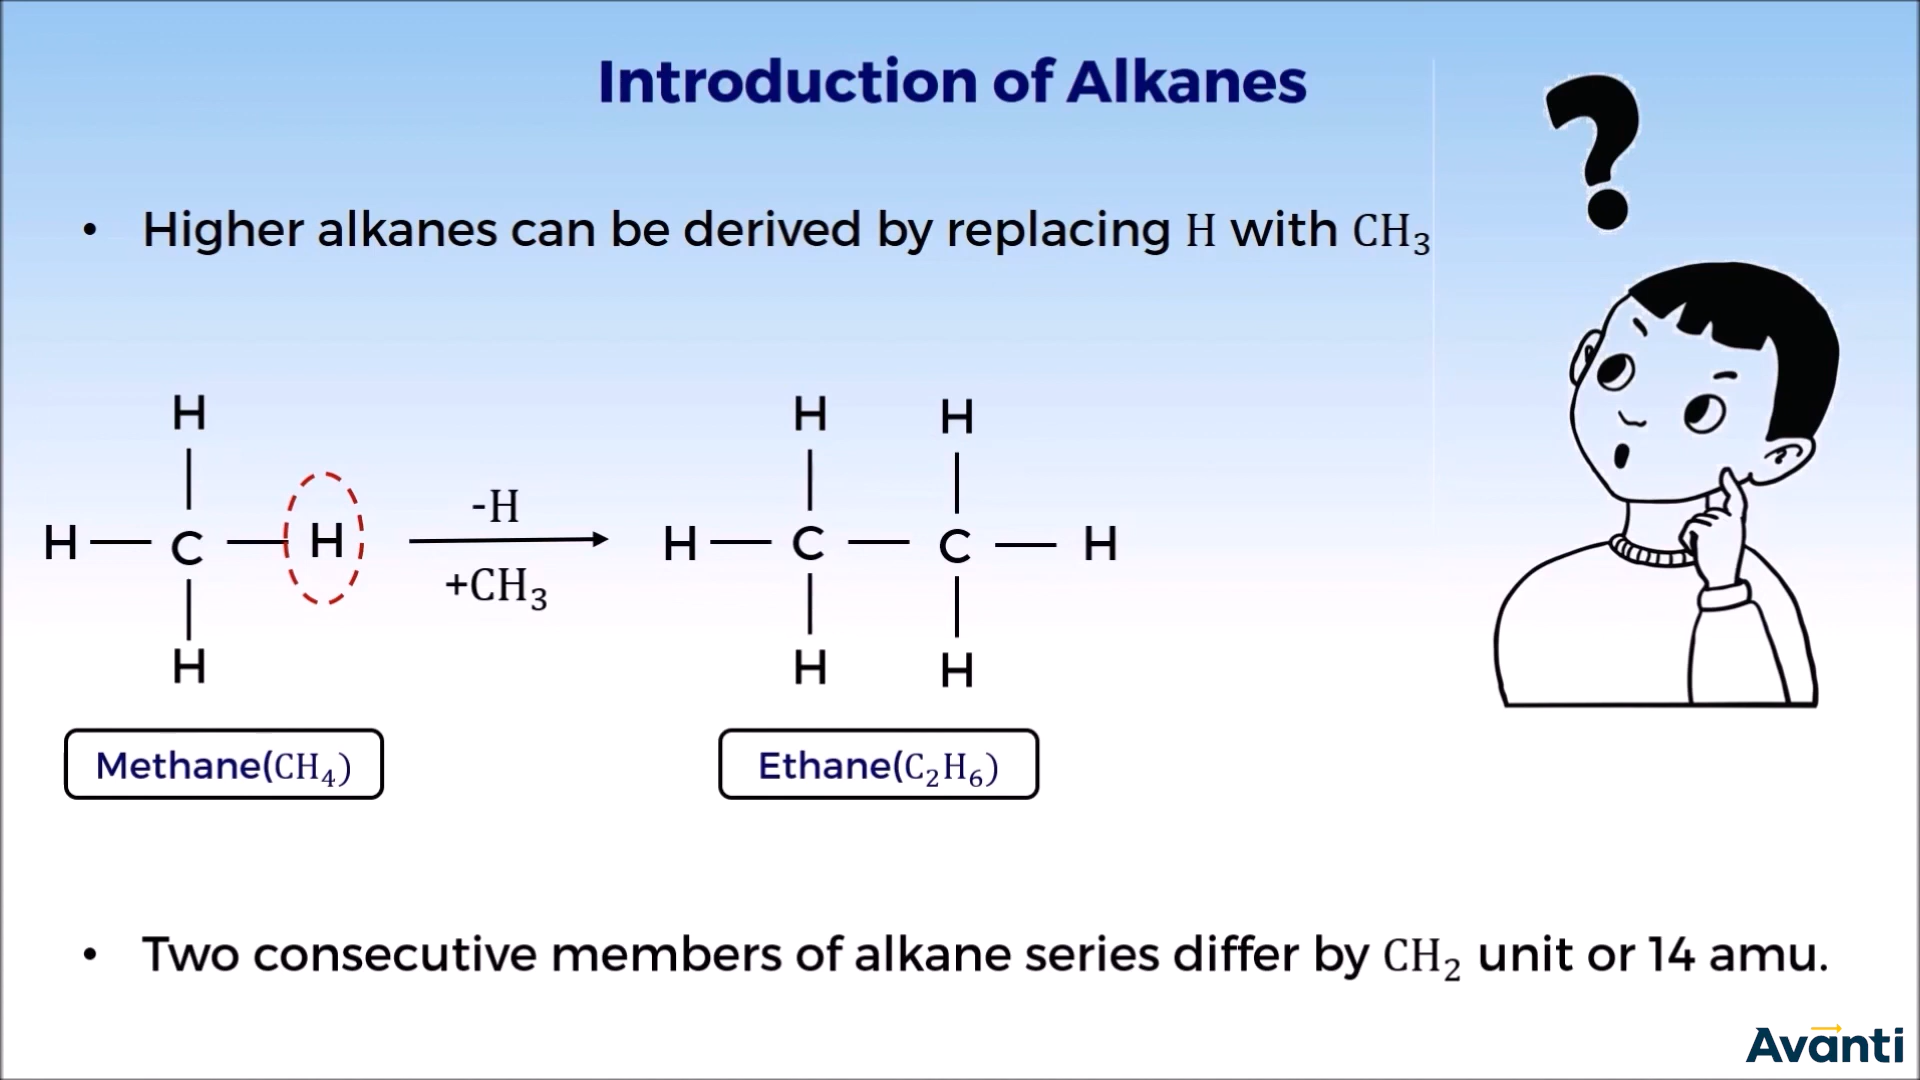 Introduction of Alkanes
?
• Higher alkanes can be derived by replacing H with CH₃
H
H — C — H
H
-H
+CH₃
H H
H — C — C — H
H H
Methane(CH₄)
Ethane(C₂H₆)
• Two consecutive members of alkane series differ by CH₂ unit or 14 amu.
Avanti